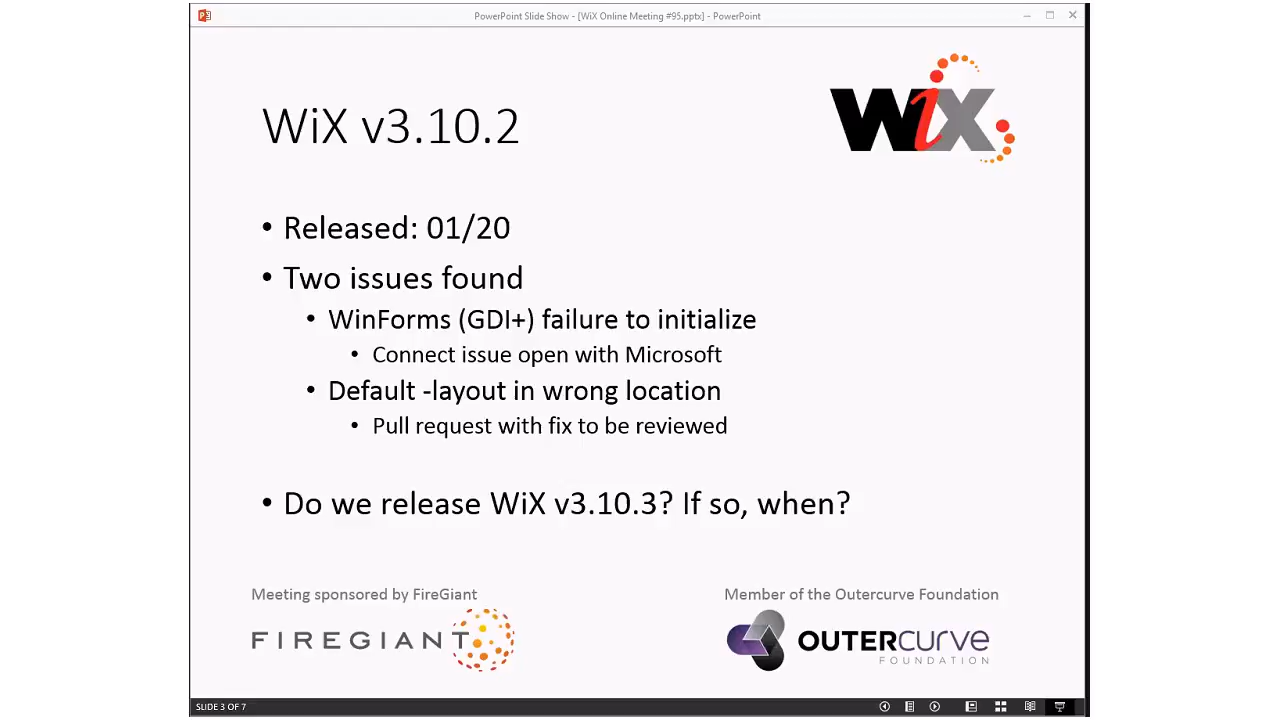 PowerPoint Slide Show - [WiX Online Meeting #95.pptx] - PowerPoint
WiX
WiX v3.10.2
• Released: 01/20
• Two issues found
• WinForms (GDI+) failure to initialize
• Connect issue open with Microsoft
• Default -layout in wrong location
• Pull request with fix to be reviewed
• Do we release WiX v3.10.3? If so, when?
Meeting sponsored by FireGiant
FIREGIANT
Member of the Outercurve Foundation
OUTERCURVE
FOUNDATION
SLIDE 3 OF 7